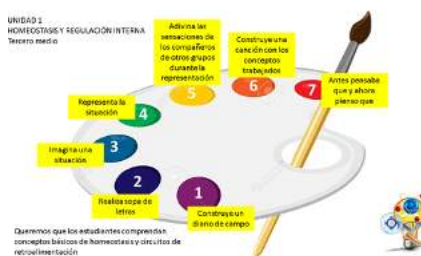 UNIDAD 1
HOMEOSTASIS Y REGULACIÓN INTERNA
Tercero medio
Adivina las
sensaciones de
los compañeros
de otros grupos
durante la
representación
Construye una
canción con los
conceptos
trabajados
Antes pensaba
que y ahora
pienso que
7
6
5
Representa la
situación
4
Imagina una
situación
3
2
Realiza sopa de
letras
1
Construye un
diario de campo
Queremos que los estudiantes comprendan
conceptos básicos de homeostasis y circuitos de
retroalimentación